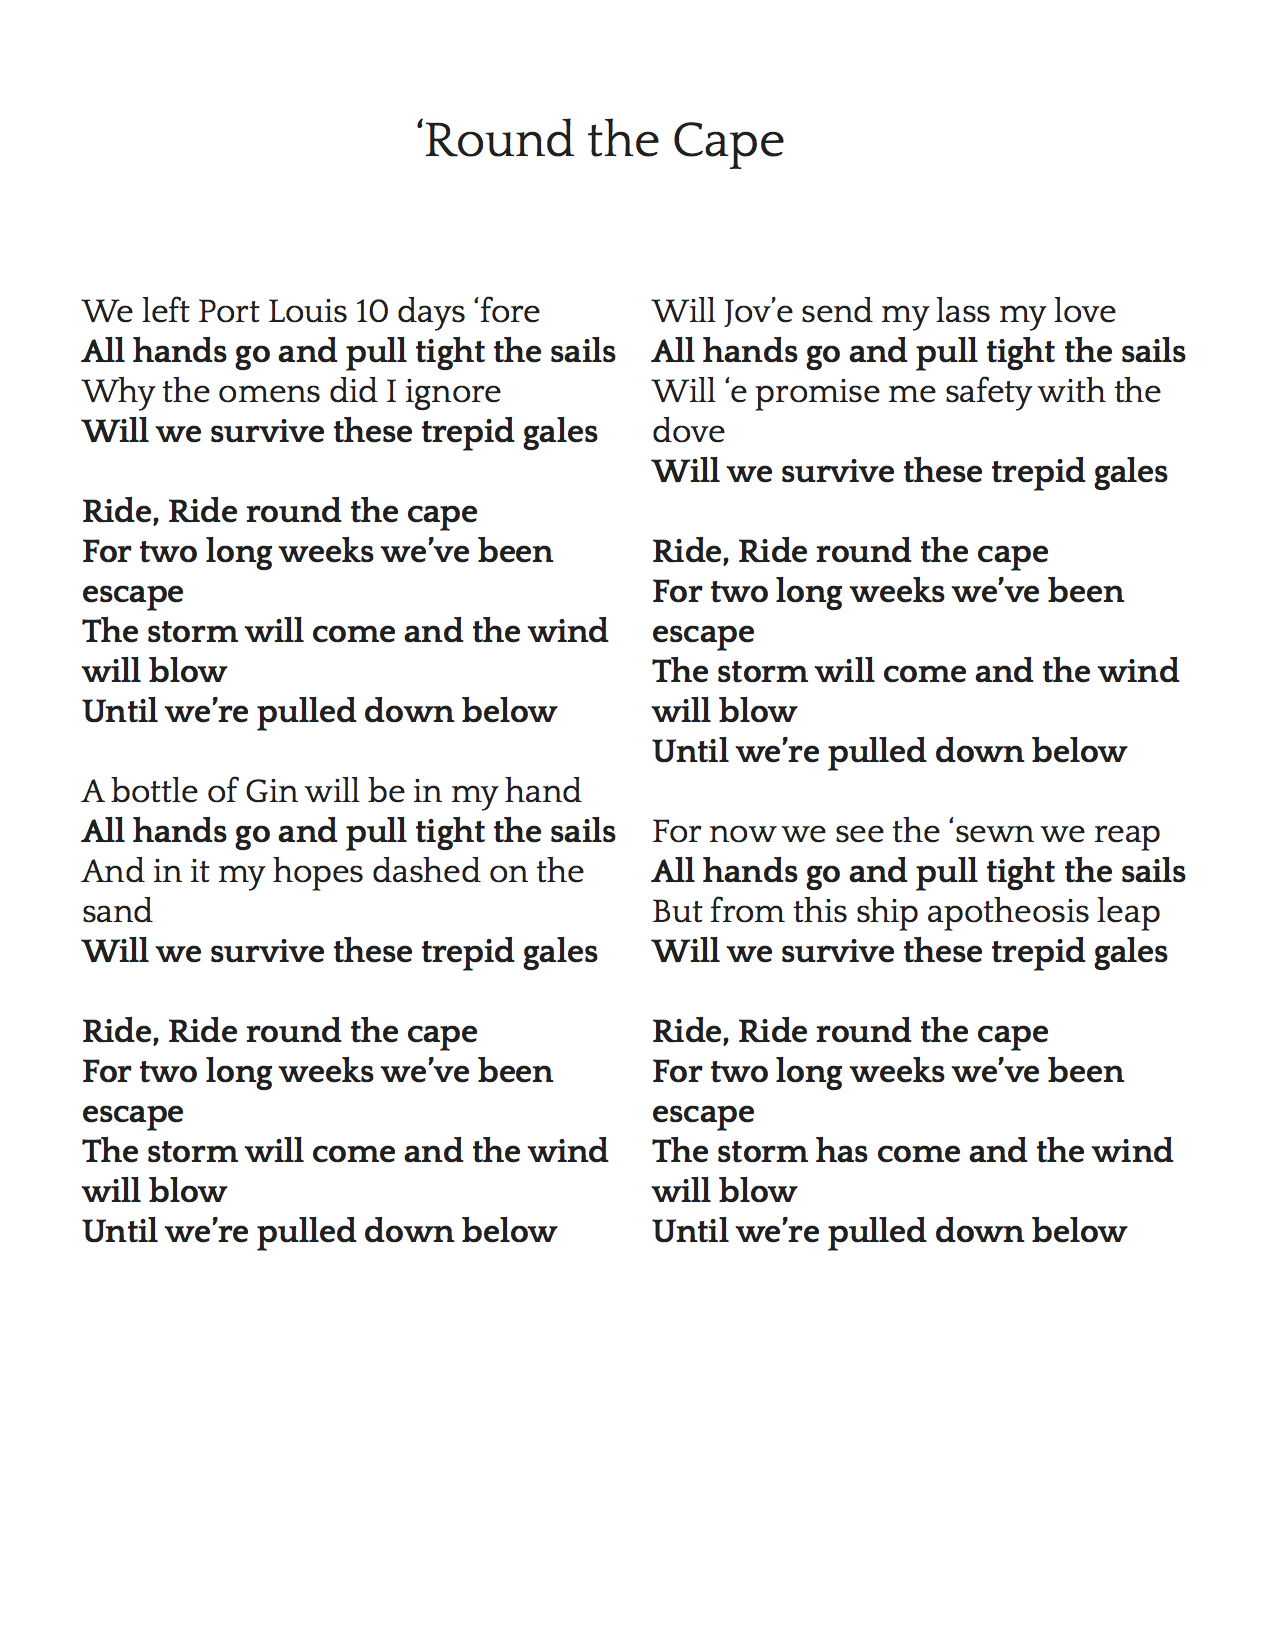 ‘Round the Cape
We left Port Louis 10 days ‘fore
All hands go and pull tight the sails
Why the omens did I ignore
Will we survive these trepid gales
Ride, Ride round the cape
For two long weeks we’ve been
escape
The storm will come and the wind
will blow
Until we’re pulled down below
A bottle of Gin will be in my hand
All hands go and pull tight the sails
And in it my hopes dashed on the
sand
Will we survive these trepid gales
Ride, Ride round the cape
For two long weeks we’ve been
escape
The storm will come and the wind
will blow
Until we’re pulled down below
Will Jov’e send my lass my love
All hands go and pull tight the sails
Will ‘e promise me safety with the
dove
Will we survive these trepid gales
Ride, Ride round the cape
For two long weeks we’ve been
escape
The storm will come and the wind
will blow
Until we’re pulled down below
For now we see the ‘sewn we reap
All hands go and pull tight the sails
But from this ship apotheosis leap
Will we survive these trepid gales
Ride, Ride round the cape
For two long weeks we’ve been
escape
The storm has come and the wind
will blow
Until we’re pulled down below